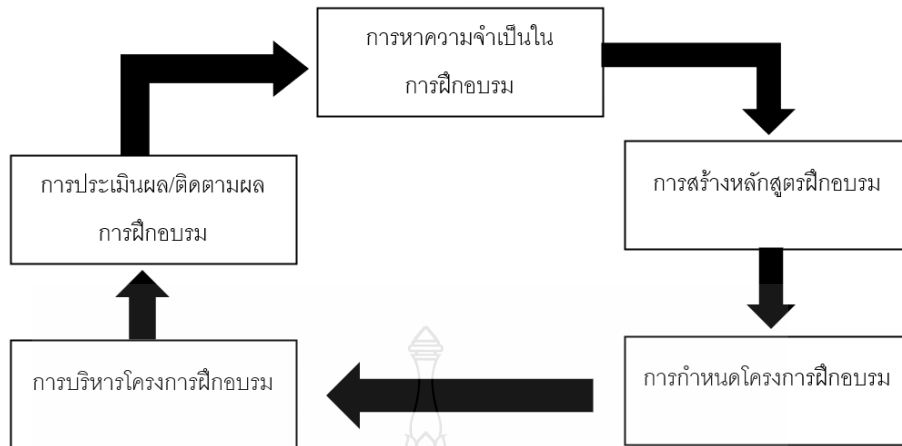 การหาความจำเป็นใน
การฝึกอบรม
การสร้างหลักสูตรฝึกอบรม
การกำหนดโครงการฝึกอบรม
การบริหารโครงการฝึกอบรม
การประเมินผล/ติดตามผล
การฝึกอบรม